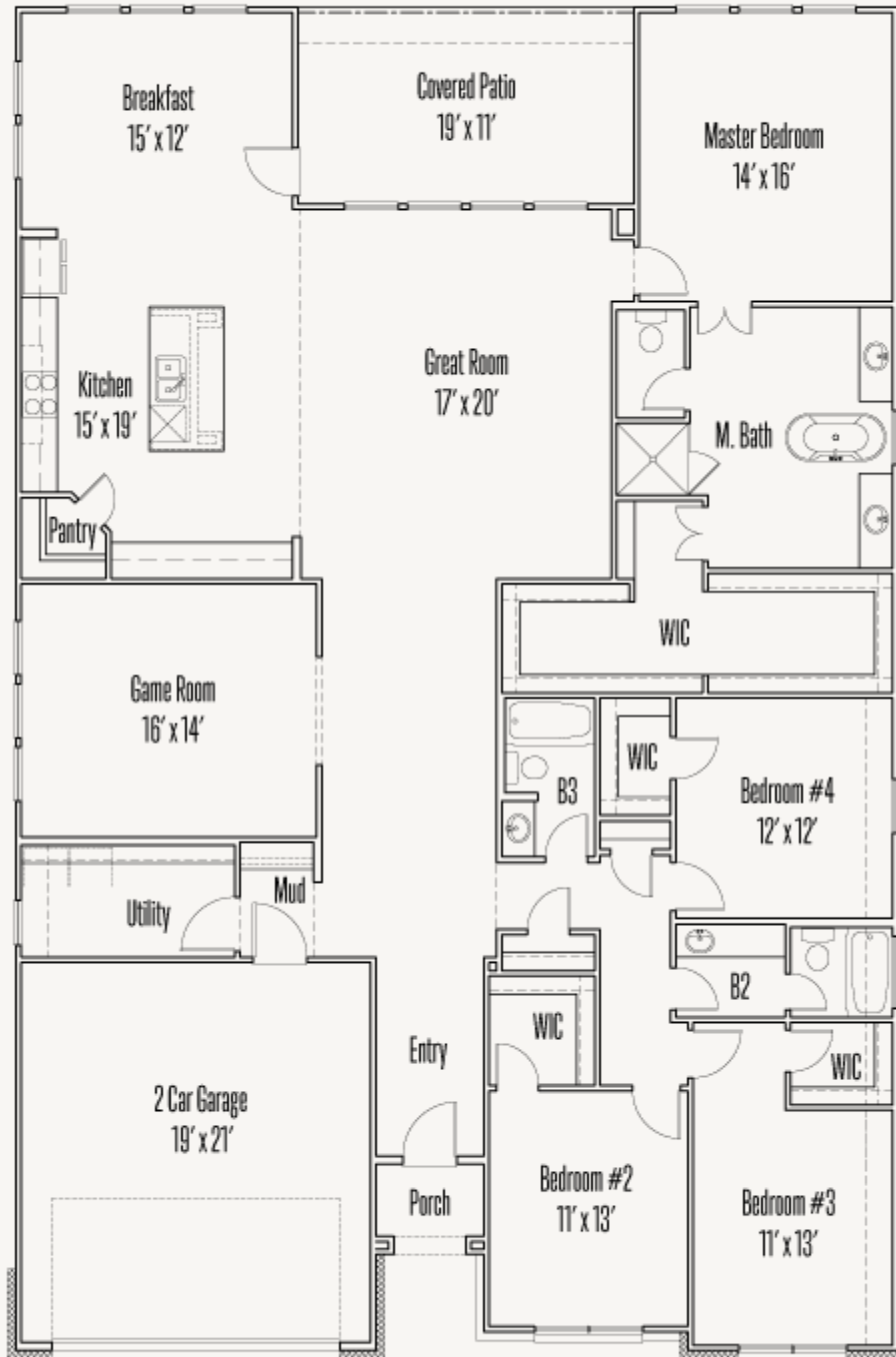 Breakfast
15' x 12'
Covered Patio
19' x 11'
Master Bedroom
14' x 16'
Kitchen
15' x 19'
Great Room
17' x 20'
M. Bath
Pantry
WIC
Game Room
16' x 14'
WIC
B3
Bedroom #4
12' x 12'
Mud
Utility
B2
WIC
Entry
WIC
2 Car Garage
19' x 21'
Bedroom #2
11' x 13'
Porch
Bedroom #3
11' x 13'